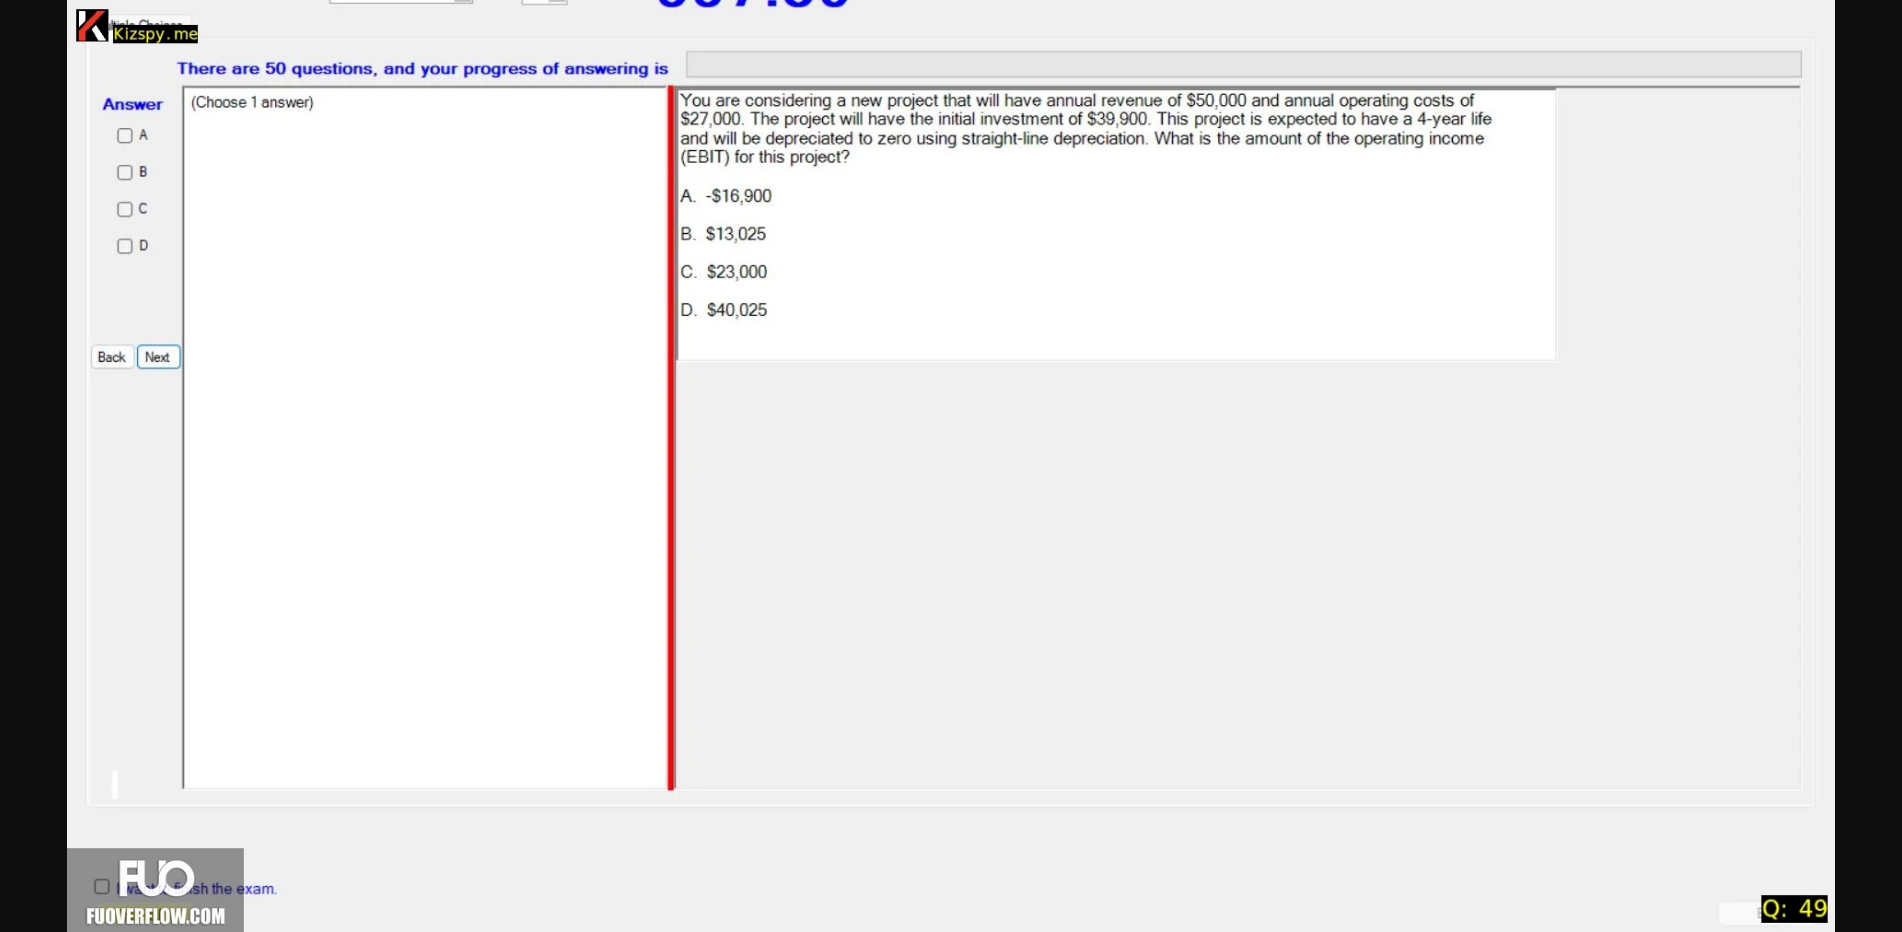 Kizspy.me
There are 50 questions, and your progress of answering is
Answer
(Choose 1 answer)
A
B
C
D
Back
Next
You are considering a new project that will have annual revenue of $50,000 and annual operating costs of
$27,000. The project will have the initial investment of $39,900. This project is expected to have a 4-year life
and will be depreciated to zero using straight-line depreciation. What is the amount of the operating income
(EBIT) for this project?
A. -$16,900
B. $13,025
C. $23,000
D. $40,025
FUO
finish the exam.
FUOVERFLOW.COM
Q: 49